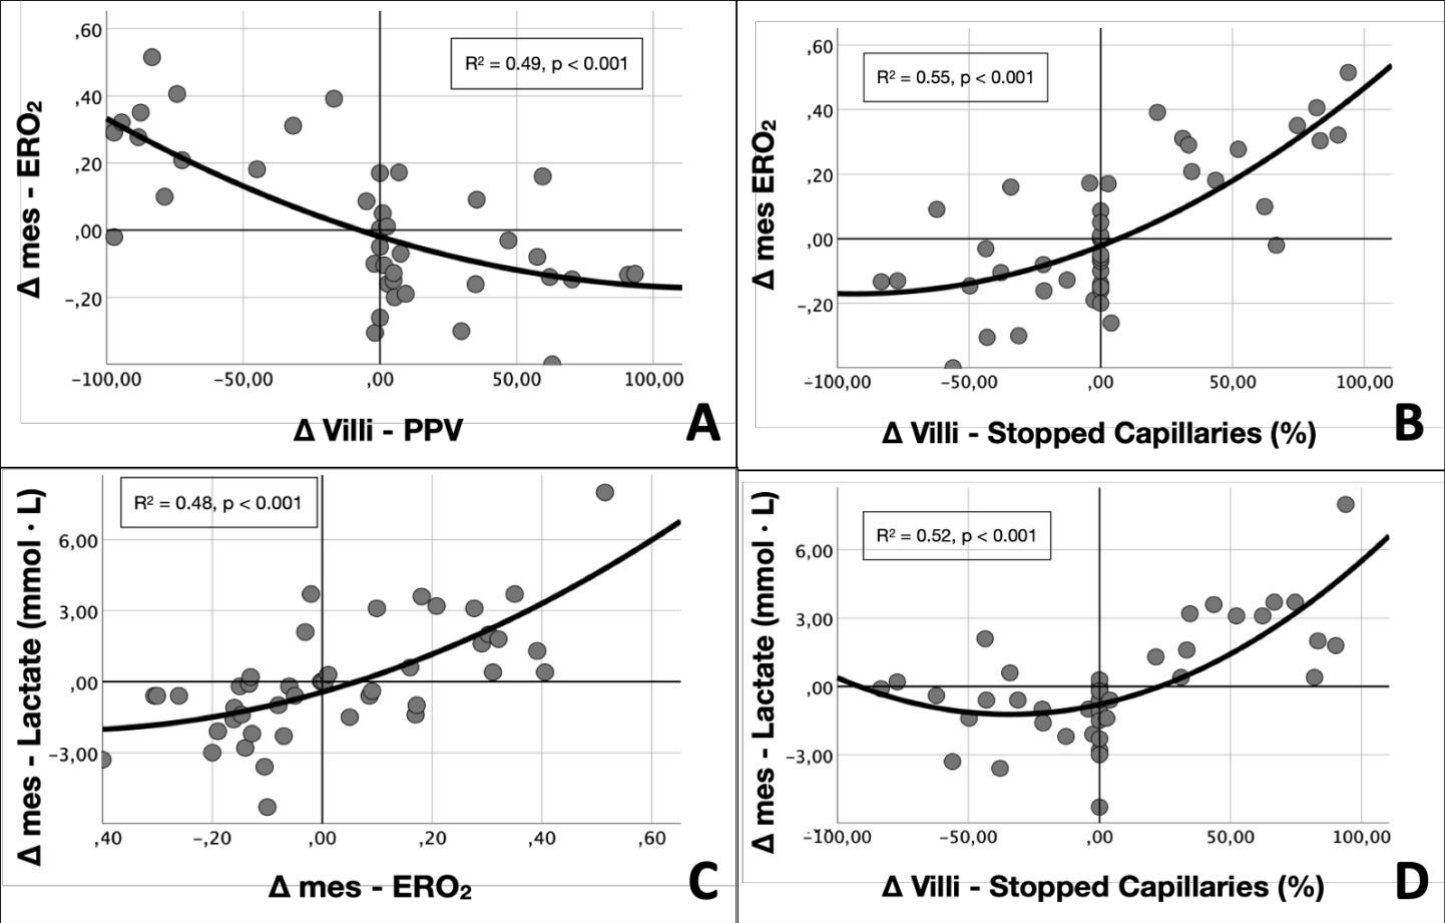 Δ mes - ERO₂
,60
,40
,20
,00
-,20
R² = 0.49, p < 0.001
-100,00 -50,00 ,00 50,00 100,00
Δ Villi - PPV
A
Δ mes ERO₂
,60
,40
,20
,00
-,20
R² = 0.55, p < 0.001
-100,00 -50,00 ,00 50,00 100,00
Δ Villi - Stopped Capillaries (%)
B
Δ mes - Lactate (mmol · L)
6,00
3,00
,00
-3,00
R² = 0.48, p < 0.001
,40 -,20 ,00 ,20 ,40 ,60
Δ mes - ERO₂
C
Δ mes - Lactate (mmol · L)
6,00
3,00
,00
-3,00
R² = 0.52, p < 0.001
-100,00 -50,00 ,00 50,00 100,00
Δ Villi - Stopped Capillaries (%)
D